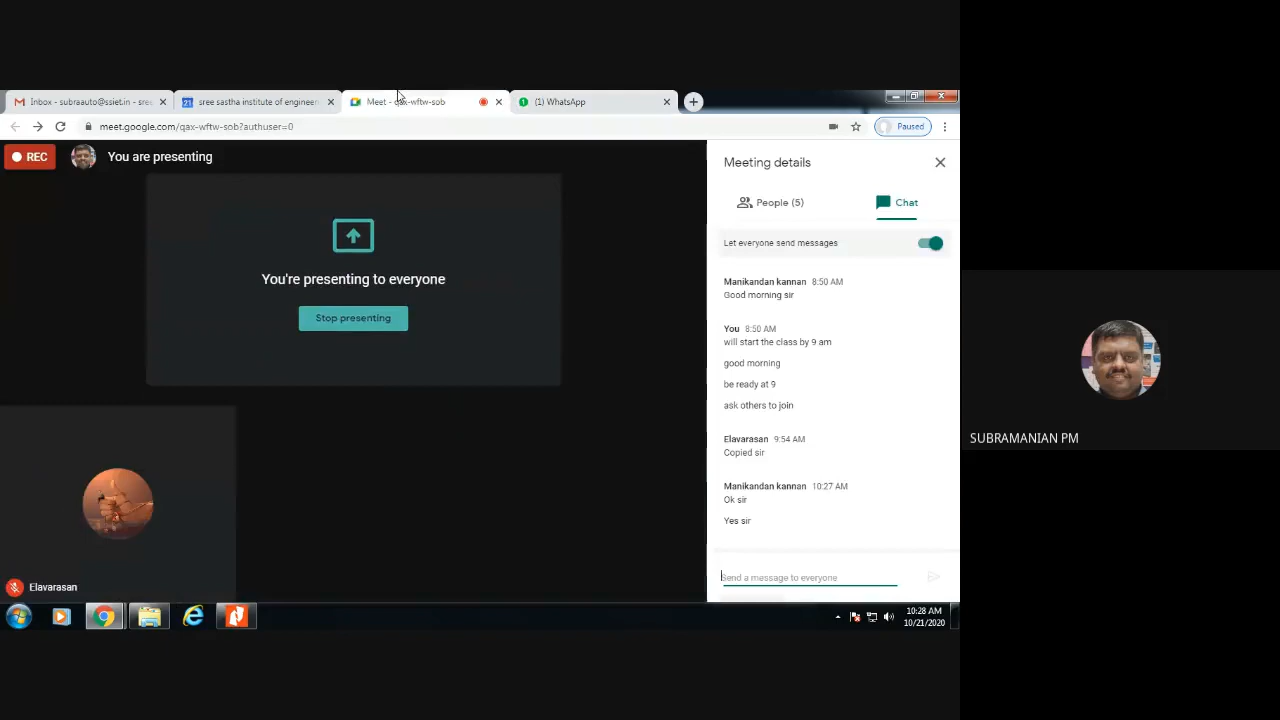 Inbox - subraauto@ssiet.in - sree
sree sastha institute of engineer
Meet - qax-wftw-sob
(1) WhatsApp
meet.google.com/qax-wftw-sob?authuser=0
Paused
REC
You are presenting
Meeting details
People (5)
Chat
Let everyone send messages
You're presenting to everyone
Stop presenting
Manikandan kannan 8:50 AM
Good morning sir
You 8:50 AM
will start the class by 9 am
good morning
be ready at 9
ask others to join
Elavarasan 9:54 AM
Copied sir
Manikandan kannan 10:27 AM
Ok sir
Yes sir
Send a message to everyone
Elavarasan
SUBRAMANIAN PM
10:28 AM
10/21/2020